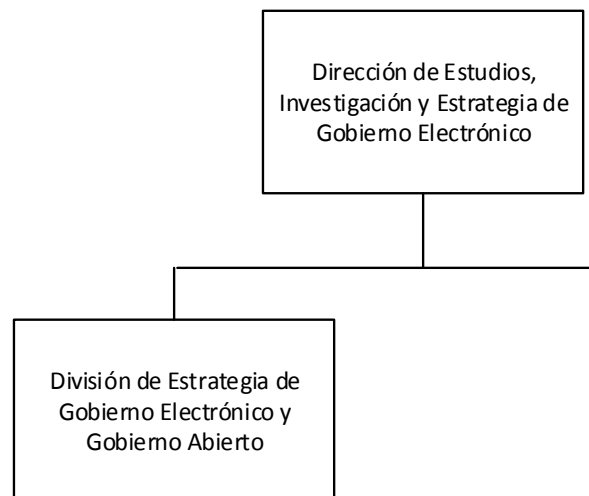 Dirección de Estudios,
Investigación y Estrategia de
Gobierno Electrónico
División de Estrategia de
Gobierno Electrónico y
Gobierno Abierto